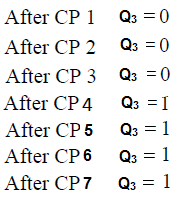 After CP 1 Q₃ = 0
After CP 2 Q₃ = 0
After CP 3 Q₃ = 0
After CP 4 Q₃ = 1
After CP 5 Q₃ = 1
After CP 6 Q₃ = 1
After CP 7 Q₃ = 1